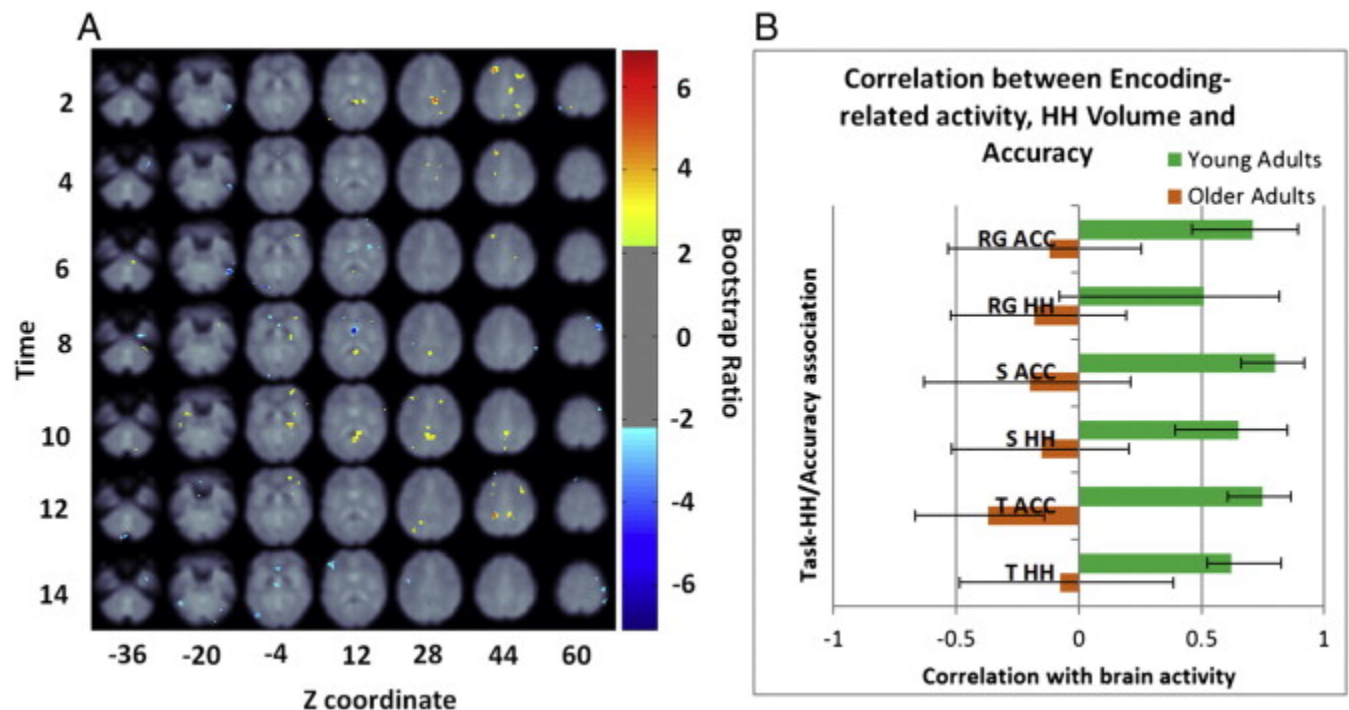 A
2
4
6
8
10
12
14
Time
-36 -20 -4 12 28 44 60
Z coordinate
6
4
2
0
-2
-4
-6
Bootstrap Ratio
B
Correlation between Encoding-
related activity, HH Volume and
Accuracy
Young Adults
Older Adults
RG ACC
RG HH
S ACC
S HH
T ACC
T HH
Task-HH/Accuracy association
-1 -0.5 0 0.5 1
Correlation with brain activity